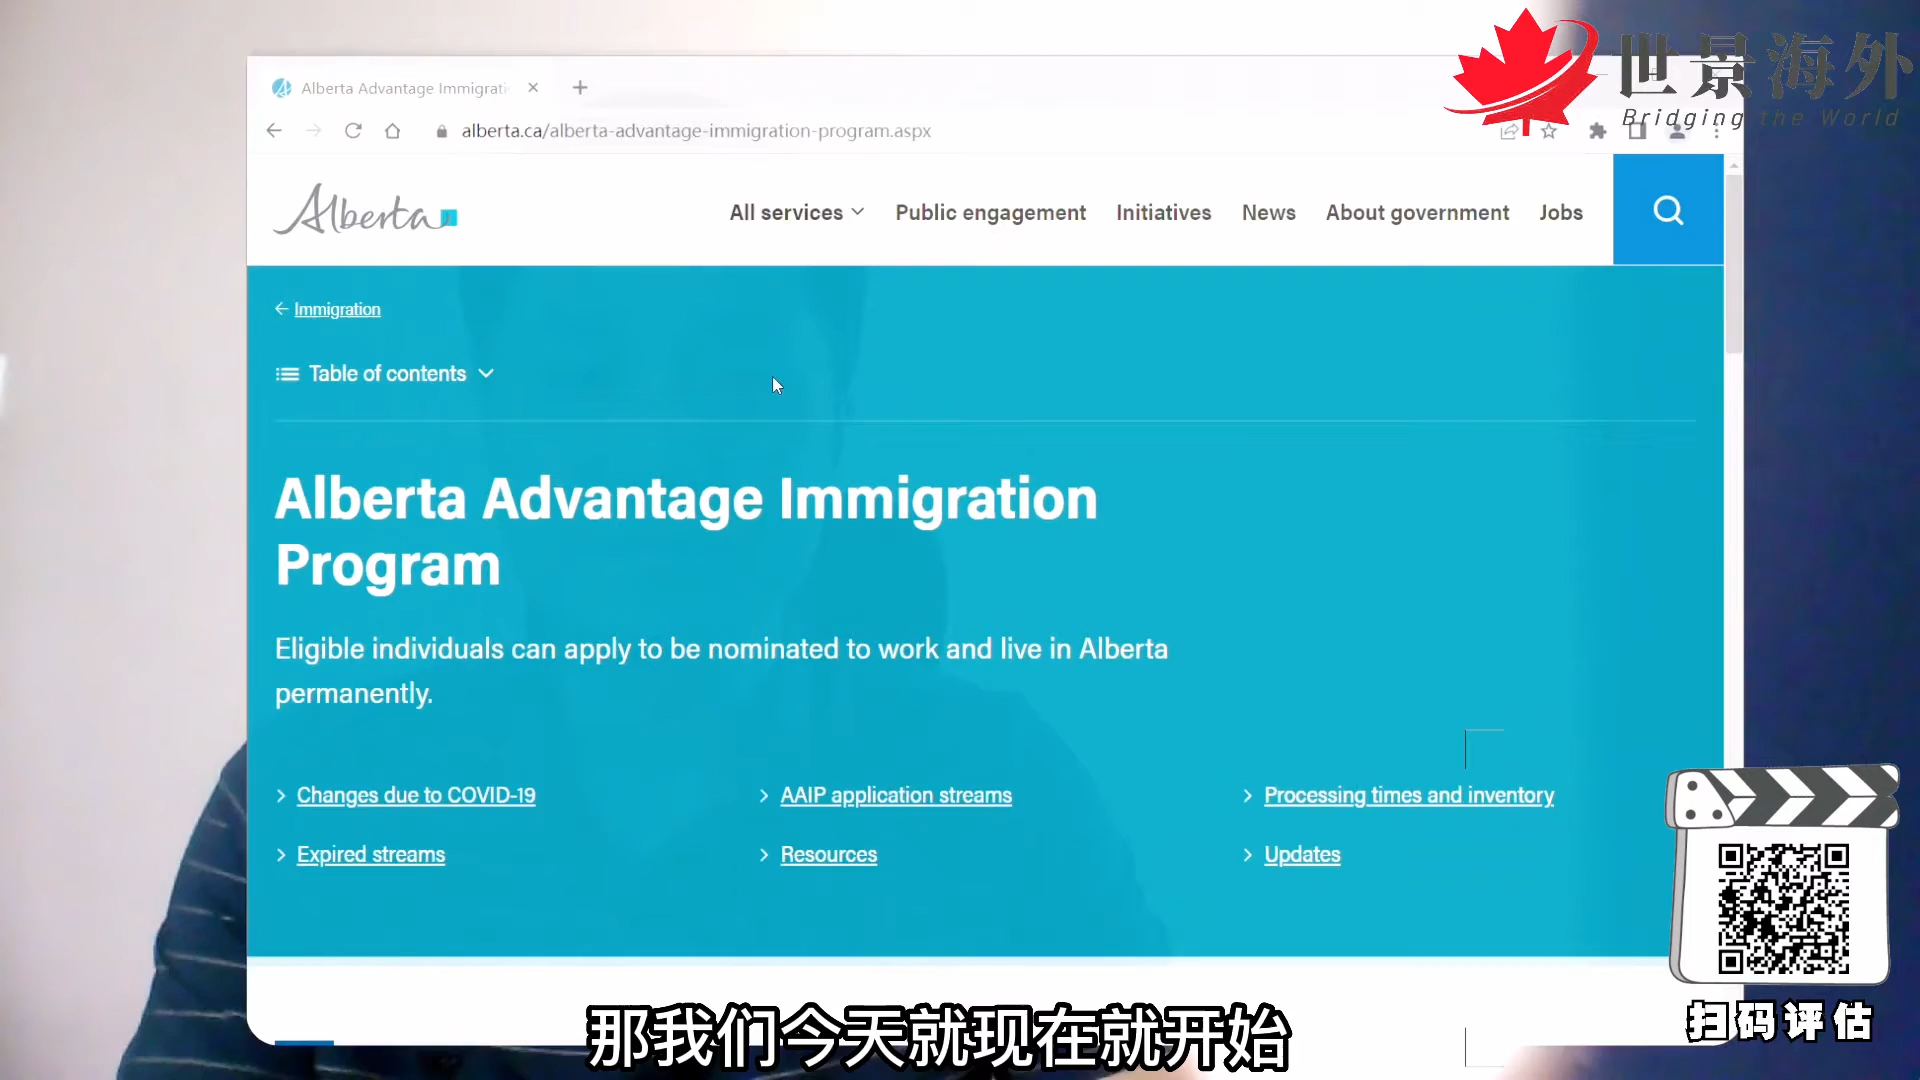 世景海外
Bridging the World
Alberta Advantage Immigrati
alberta.ca/alberta-advantage-immigration-program.aspx
Alberta
All services
Public engagement
Initiatives
News
About government
Jobs
Immigration
Table of contents
Alberta Advantage Immigration
Program
Eligible individuals can apply to be nominated to work and live in Alberta
permanently.
Changes due to COVID-19
AAIP application streams
Processing times and inventory
Expired streams
Resources
Updates
扫码评估
那我们今天就现在就开始